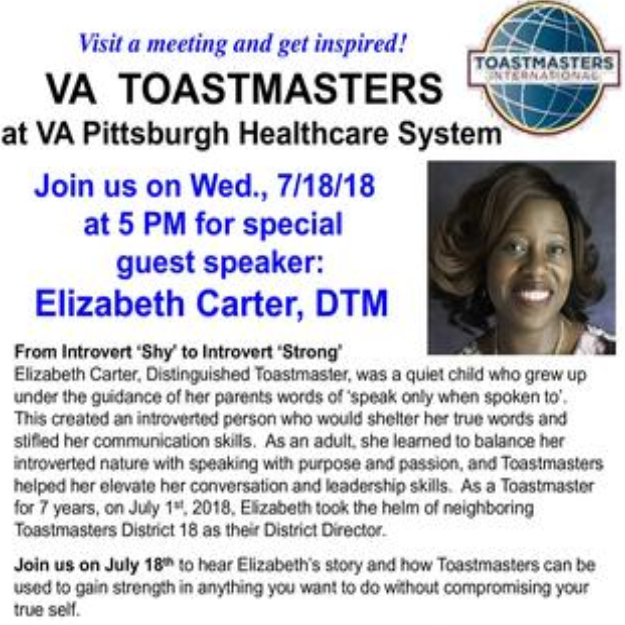 Visit a meeting and get inspired!
VA TOASTMASTERS
at VA Pittsburgh Healthcare System
TOASTMASTERS
INTERNATIONAL
Join us on Wed., 7/18/18
at 5 PM for special
guest speaker:
Elizabeth Carter, DTM
From Introvert ‘Shy’ to Introvert ‘Strong’
Elizabeth Carter, Distinguished Toastmaster, was a quiet child who grew up
under the guidance of her parents words of ‘speak only when spoken to’.
This created an introverted person who would shelter her true words and
stifled her communication skills. As an adult, she learned to balance her
introverted nature with speaking with purpose and passion, and Toastmasters
helped her elevate her conversation and leadership skills. As a Toastmaster
for 7 years, on July 1st, 2018, Elizabeth took the helm of neighboring
Toastmasters District 18 as their District Director.
Join us on July 18th to hear Elizabeth’s story and how Toastmasters can be
used to gain strength in anything you want to do without compromising your
true self.